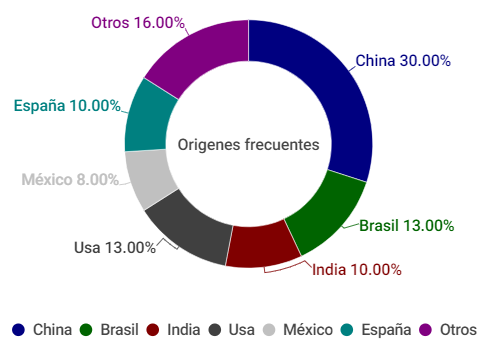 Otros 16.00%
China 30.00%
España 10.00%
Origenes frecuentes
México 8.00%
Brasil 13.00%
Usa 13.00%
India 10.00%
China Brasil India Usa México España Otros